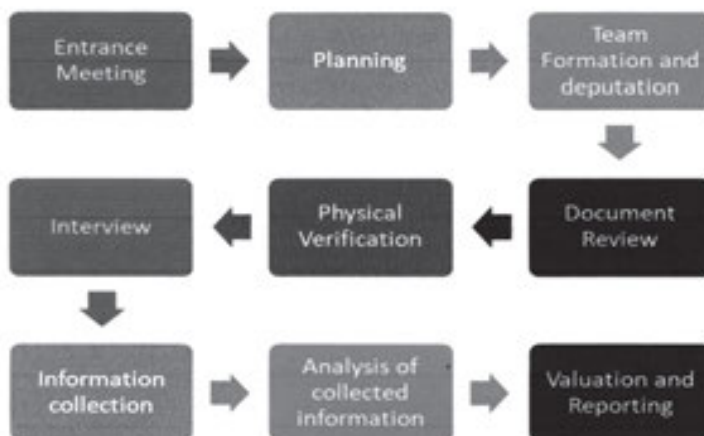 Entrance
Meeting
Planning
Team
Formation and
deputation
Document
Review
Physical
Verification
Interview
Information
collection
Analysis of
collected
information
Valuation and
Reporting